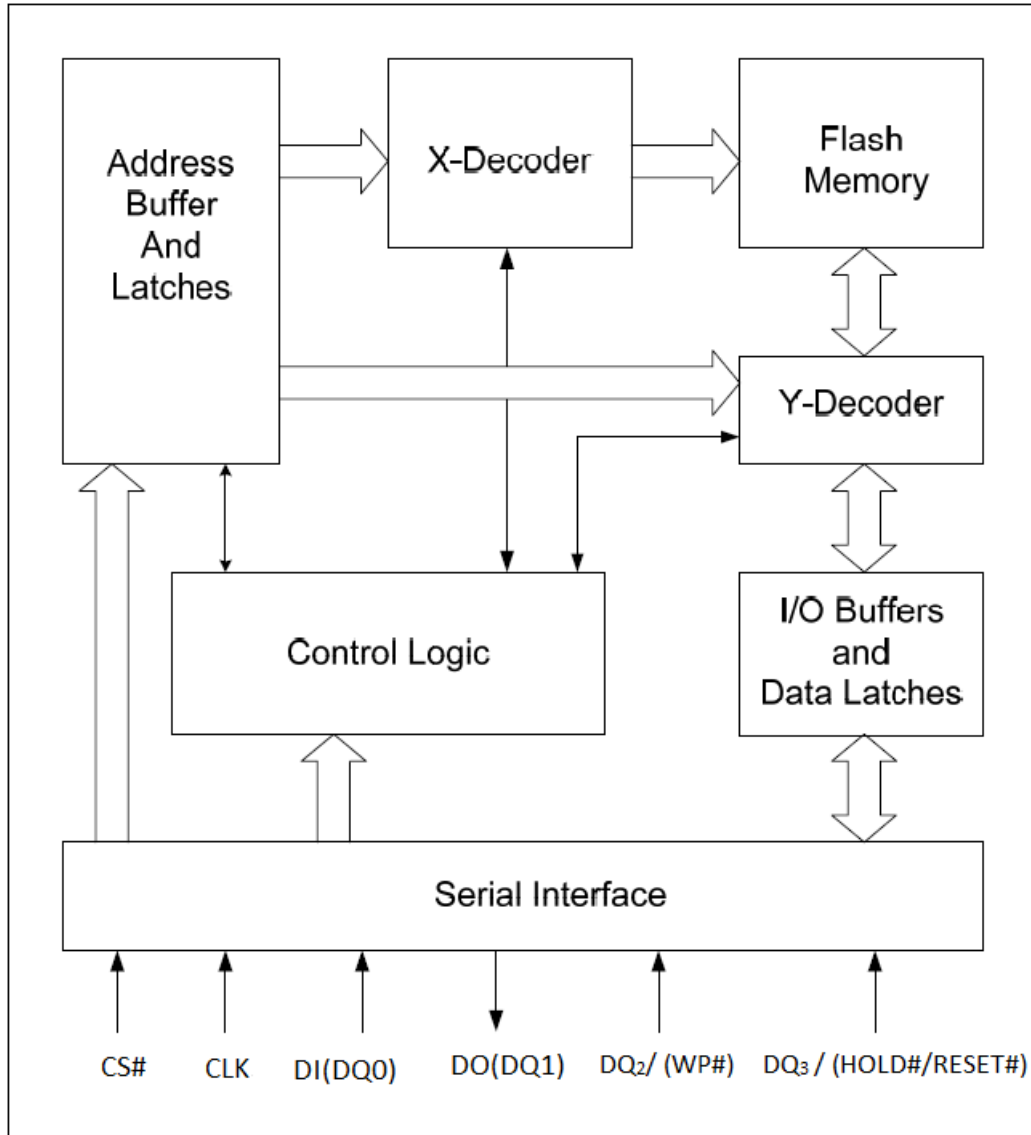 Address
Buffer
And
Latches
X-Decoder
Flash
Memory
Y-Decoder
Control Logic
I/O Buffers
and
Data Latches
Serial Interface
CS#
CLK
DI(DQ0)
DO(DQ1)
DQ₂/ (WP#)
DQ₃ / (HOLD#/RESET#)